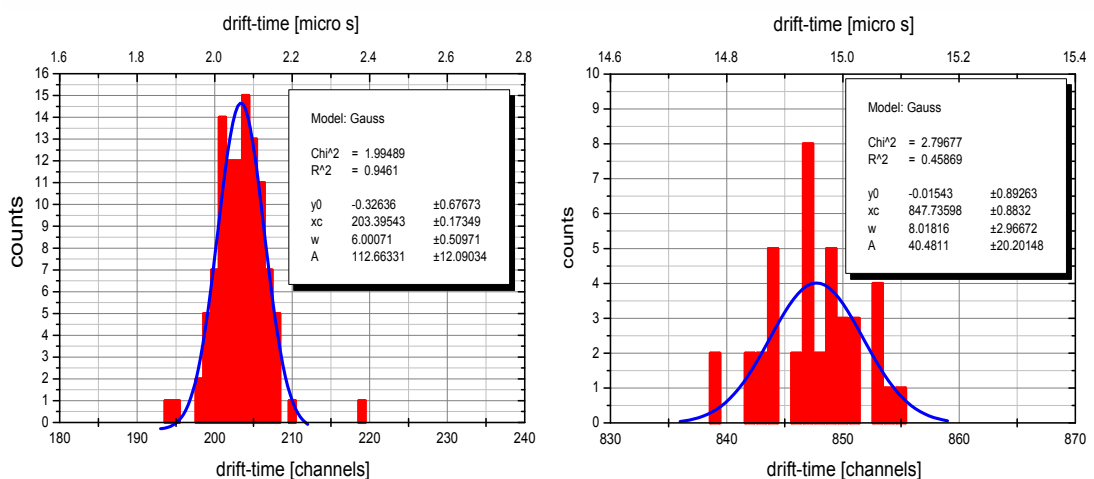 drift-time [micro s]
1.6 1.8 2.0 2.2 2.4 2.6 2.8
16
15
14
13
12
11
10
9
8
7
6
5
4
3
2
1
0
counts
Model: Gauss
Chi^2 = 1.99489
R^2 = 0.9461
y0 -0.32636 ±0.67673
xc 203.39543 ±0.17349
w 6.00071 ±0.50971
A 112.66331 ±12.09034
180 190 200 210 220 230 240
drift-time [channels]
drift-time [micro s]
14.6 14.8 15.0 15.2 15.4
10
9
8
7
6
5
4
3
2
1
0
counts
Model: Gauss
Chi^2 = 2.79677
R^2 = 0.45869
y0 -0.01543 ±0.89263
xc 847.73598 ±0.8832
w 8.01816 ±2.96672
A 40.4811 ±20.20148
830 840 850 860 870
drift-time [channels]